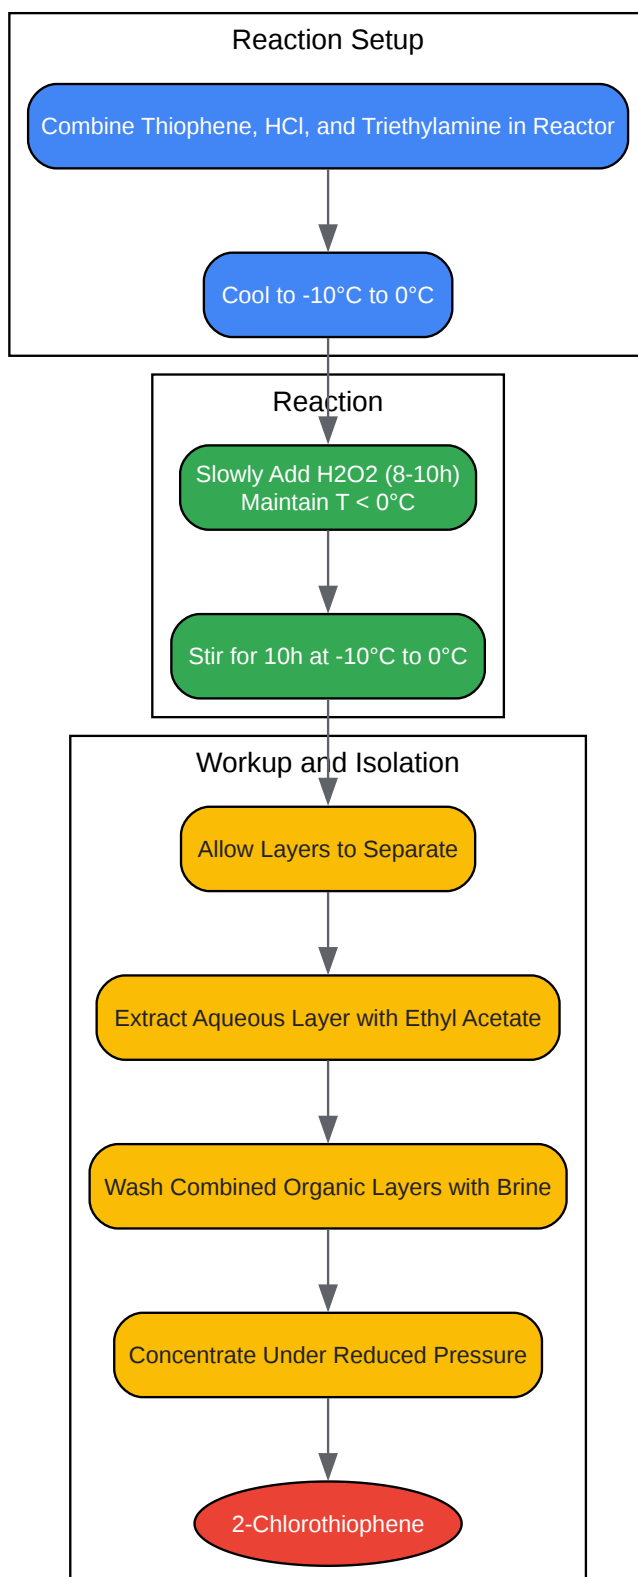 Reaction Setup
Combine Thiophene, HCl, and Triethylamine in Reactor
Cool to -10°C to 0°C
Reaction
Slowly Add H2O2 (8-10h)
Maintain T < 0°C
Stir for 10h at -10°C to 0°C
Workup and Isolation
Allow Layers to Separate
Extract Aqueous Layer with Ethyl Acetate
Wash Combined Organic Layers with Brine
Concentrate Under Reduced Pressure
2-Chlorothiophene